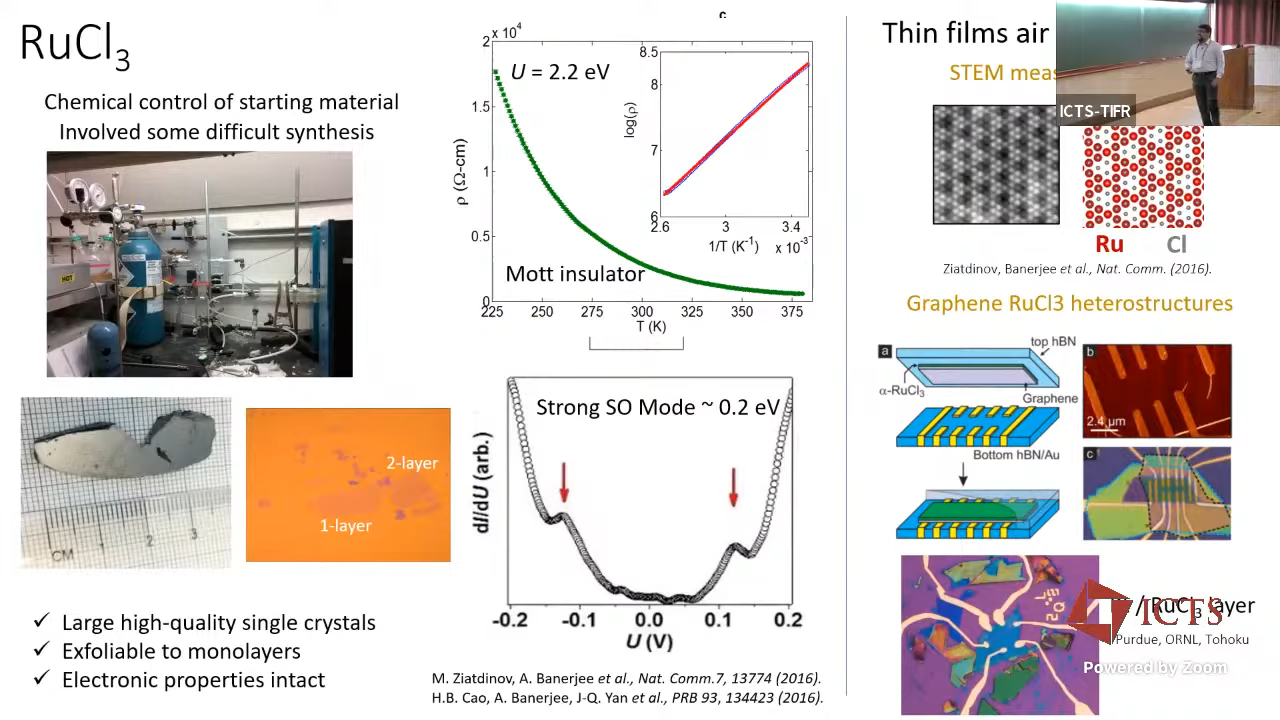 RuCl3
Chemical control of starting material
Involved some difficult synthesis
HOT
2-layer
1-layer
CM 1 2 3
✓ Large high-quality single crystals
✓ Exfoliable to monolayers
✓ Electronic properties intact
c
x 10^4
2
1.5
1
0.5
0
ρ (Ω-cm)
U = 2.2 eV
Mott insulator
225 250 275 300 325 350 375
T (K)
8.5
8
7
6
log(ρ)
2.6 3 3.4
1/T (K^-1) x 10^-3
Strong SO Mode ~ 0.2 eV
dI/dU (arb.)
-0.2 -0.1 0.0 0.1 0.2
U (V)
M. Ziatdinov, A. Banerjee et al., Nat. Comm.7, 13774 (2016).
H.B. Cao, A. Banerjee, J-Q. Yan et al., PRB 93, 134423 (2016).
Thin films air
STEM meas
ICTS-TIFR
Ru Cl
Ziatdinov, Banerjee et al., Nat. Comm. (2016).
Graphene RuCl3 heterostructures
a
top hBN
α-RuCl3
Graphene
Bottom hBN/Au
b
2.4 μm
c
/ RuCl3 layer
ICTS
Purdue, ORNL, Tohoku
Powered by Zoom